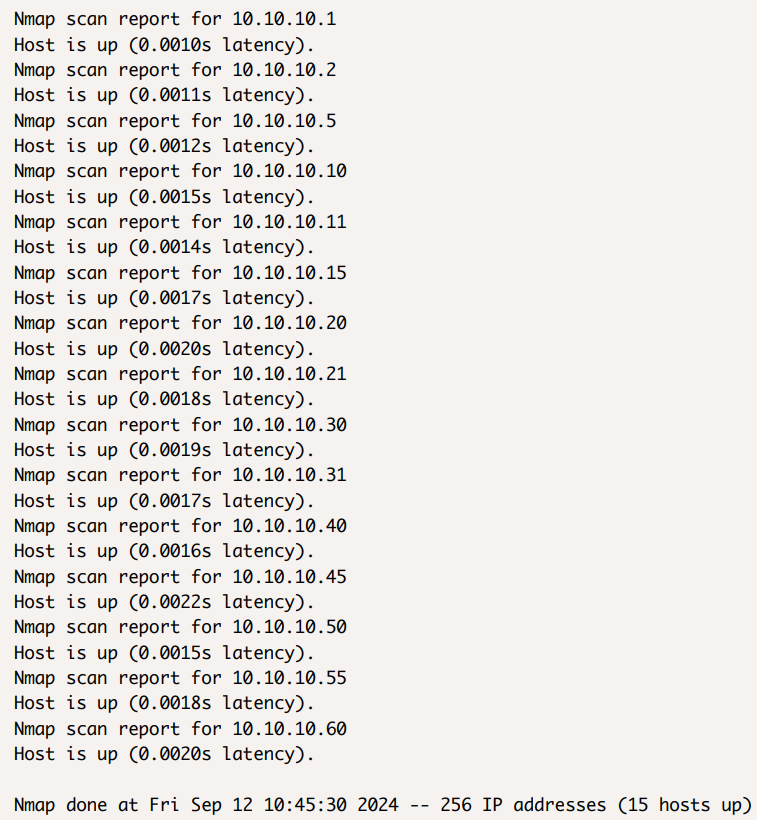 Nmap scan report for 10.10.10.1
Host is up (0.0010s latency).
Nmap scan report for 10.10.10.2
Host is up (0.0011s latency).
Nmap scan report for 10.10.10.5
Host is up (0.0012s latency).
Nmap scan report for 10.10.10.10
Host is up (0.0015s latency).
Nmap scan report for 10.10.10.11
Host is up (0.0014s latency).
Nmap scan report for 10.10.10.15
Host is up (0.0017s latency).
Nmap scan report for 10.10.10.20
Host is up (0.0020s latency).
Nmap scan report for 10.10.10.21
Host is up (0.0018s latency).
Nmap scan report for 10.10.10.30
Host is up (0.0019s latency).
Nmap scan report for 10.10.10.31
Host is up (0.0017s latency).
Nmap scan report for 10.10.10.40
Host is up (0.0016s latency).
Nmap scan report for 10.10.10.45
Host is up (0.0022s latency).
Nmap scan report for 10.10.10.50
Host is up (0.0015s latency).
Nmap scan report for 10.10.10.55
Host is up (0.0018s latency).
Nmap scan report for 10.10.10.60
Host is up (0.0020s latency).
Nmap done at Fri Sep 12 10:45:30 2024 -- 256 IP addresses (15 hosts up)